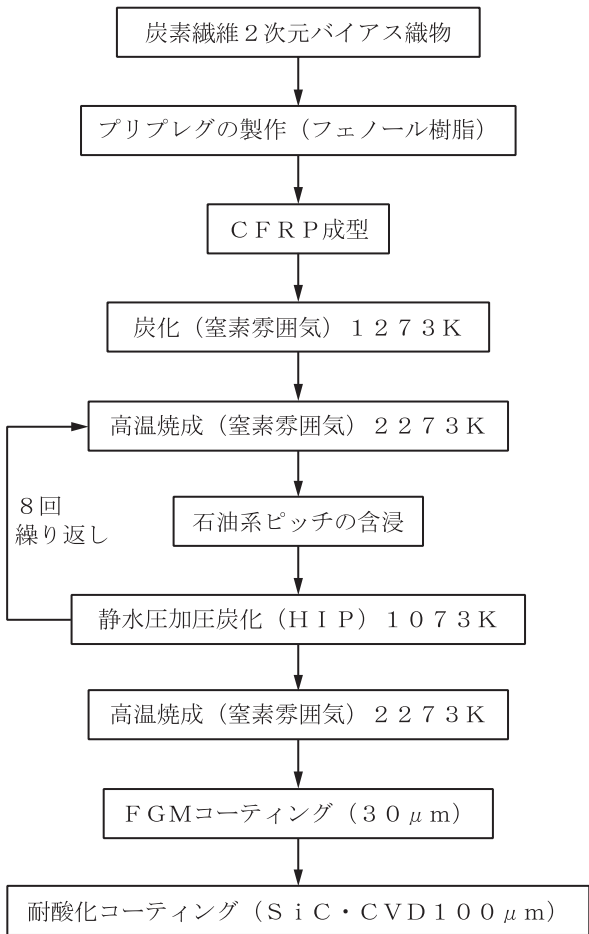 炭素繊維２次元バイアス織物
プリプレグの製作（フェノール樹脂）
ＣＦＲＰ成型
炭化（窒素雰囲気）１２７３Ｋ
高温焼成（窒素雰囲気）２２７３Ｋ
８回
繰り返し
石油系ピッチの含浸
静水圧加圧炭化（ＨＩＰ）１０７３Ｋ
高温焼成（窒素雰囲気）２２７３Ｋ
ＦＧＭコーティング（３０μｍ）
耐酸化コーティング（ＳｉＣ・ＣＶＤ１００μｍ）